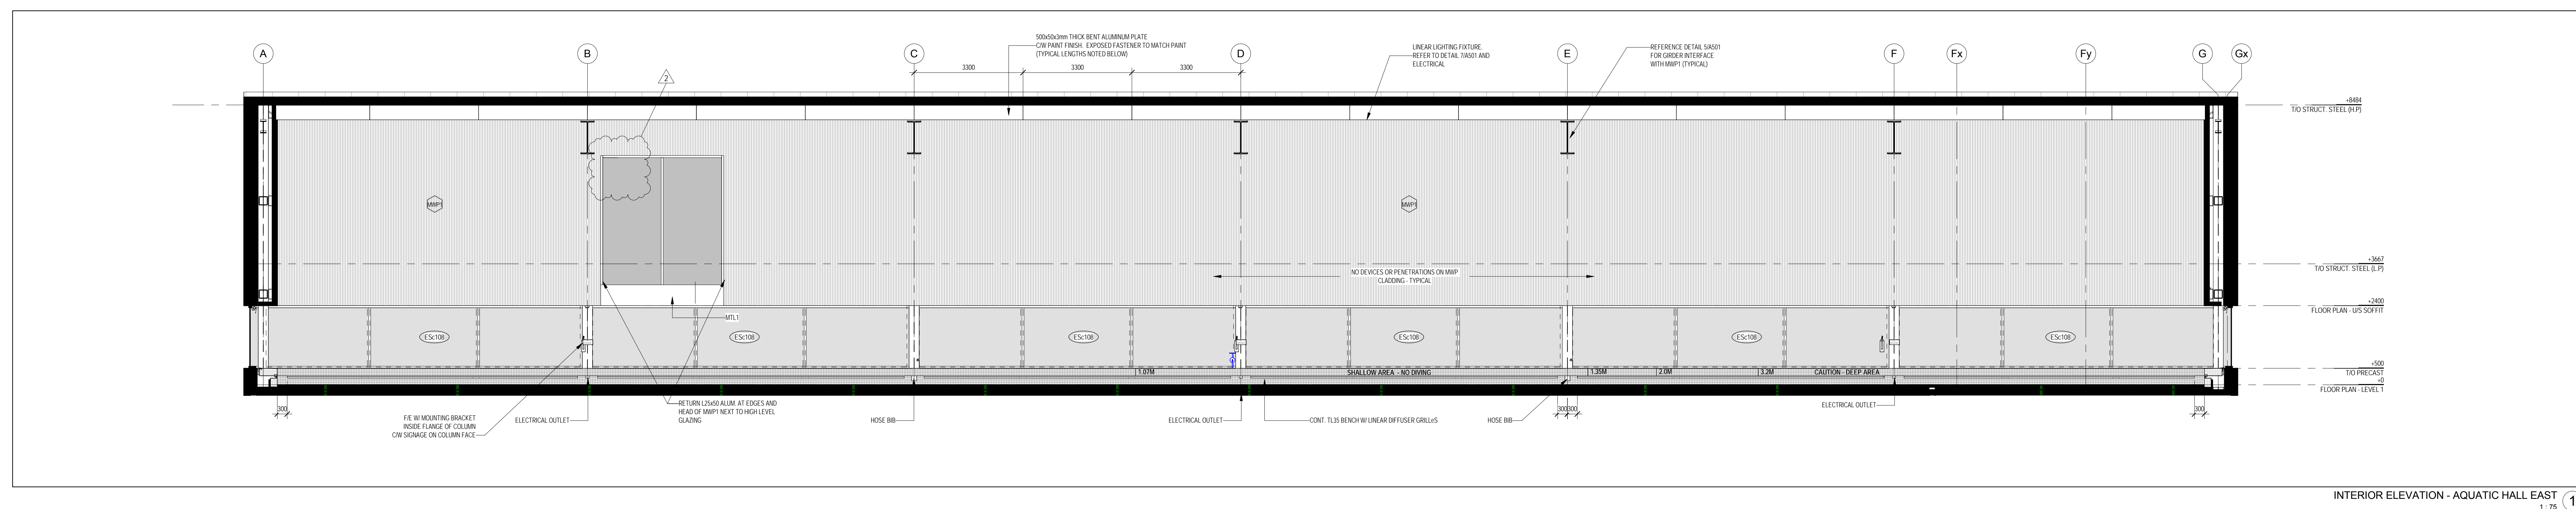 A
B
C
D
E
F
Fx
Fy
G
Gx
500x50x3mm THICK BENT ALUMINUM PLATE
C/W PAINT FINISH. EXPOSED FASTENER TO MATCH PAINT
(TYPICAL LENGTHS NOTED BELOW)
LINEAR LIGHTING FIXTURE.
REFER TO DETAIL 7/A501 AND
ELECTRICAL
REFERENCE DETAIL 5/A501
FOR GIRDER INTERFACE
WITH MWP1 (TYPICAL)
3300
3300
3300
2
+8484
T/O STRUCT. STEEL (H.P)
MWP1
MWP1
+3667
T/O STRUCT. STEEL (L.P)
NO DEVICES OR PENETRATIONS ON MWP
CLADDING - TYPICAL
+2400
FLOOR PLAN - U/S SOFFIT
MTL1
ESc108
ESc108
ESc108
ESc108
ESc108
ESc108
+500
T/O PRECAST
+0
FLOOR PLAN - LEVEL 1
1.07M
SHALLOW AREA - NO DIVING
1.35M
2.0M
3.2M
CAUTION - DEEP AREA
300
300
300
300
F/E W/ MOUNTING BRACKET
INSIDE FLANGE OF COLUMN
C/W SIGNAGE ON COLUMN FACE
ELECTRICAL OUTLET
RETURN L25x50 ALUM. AT EDGES AND
HEAD OF MWP1 NEXT TO HIGH LEVEL
GLAZING
HOSE BIB
ELECTRICAL OUTLET
CONT. TL35 BENCH W/ LINEAR DIFFUSER GRILLeS
HOSE BIB
ELECTRICAL OUTLET
INTERIOR ELEVATION - AQUATIC HALL EAST
1 : 75
1